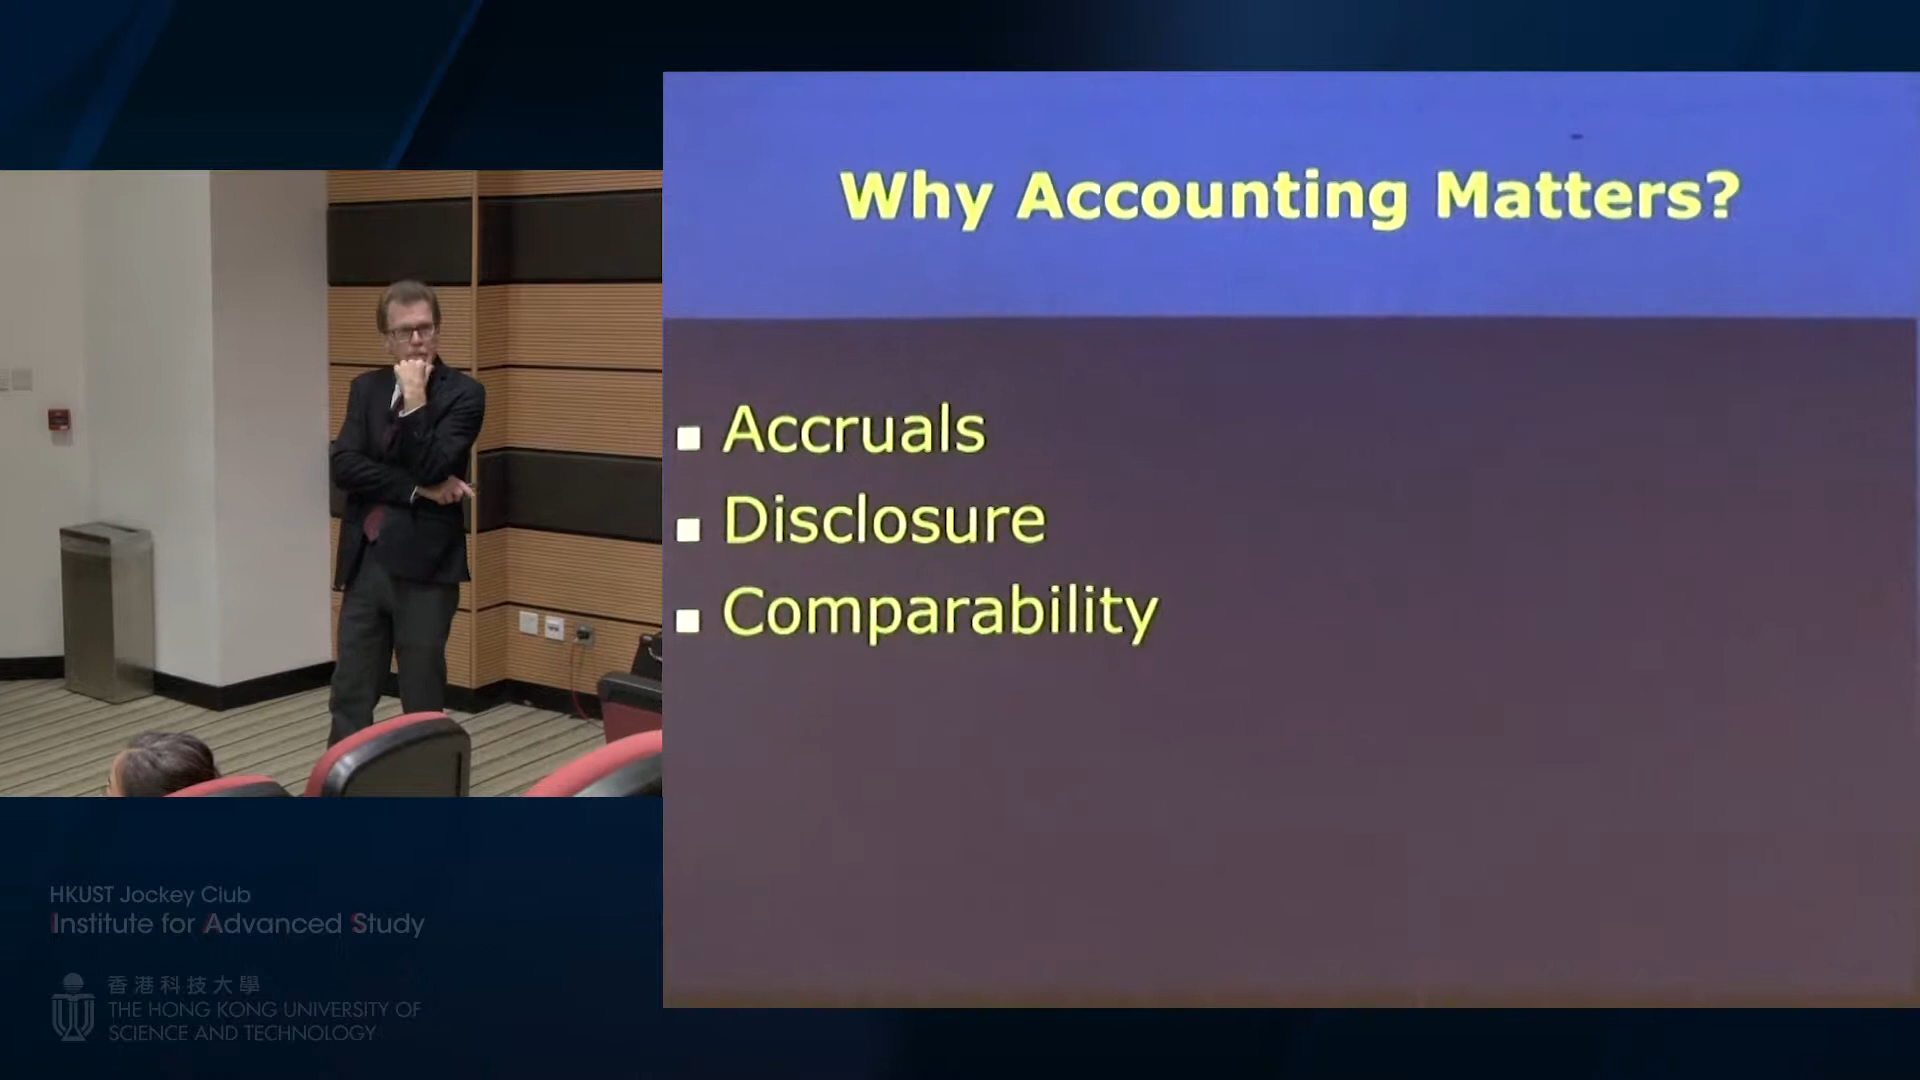 Why Accounting Matters?
Accruals
Disclosure
Comparability
HKUST Jockey Club
Institute for Advanced Study
香港科技大學
THE HONG KONG UNIVERSITY OF
SCIENCE AND TECHNOLOGY